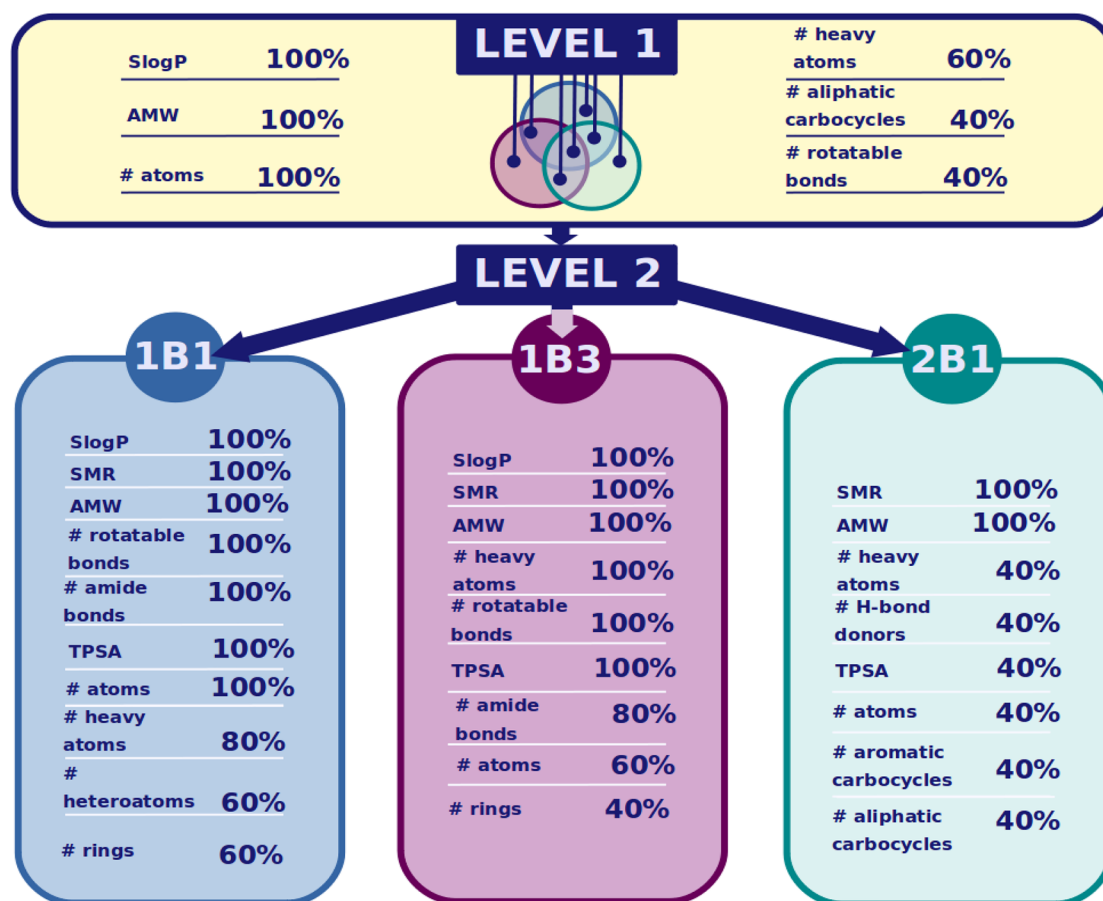 LEVEL 1
SlogP 100%
AMW 100%
# atoms 100%
# heavy
atoms 60%
# aliphatic
carbocycles 40%
# rotatable
bonds 40%
LEVEL 2
1B1
SlogP 100%
SMR 100%
AMW 100%
# rotatable
bonds 100%
# amide
bonds 100%
TPSA 100%
# atoms 100%
# heavy
atoms 80%
#
heteroatoms 60%
# rings 60%
1B3
SlogP 100%
SMR 100%
AMW 100%
# heavy
atoms 100%
# rotatable
bonds 100%
TPSA 100%
# amide
bonds 80%
# atoms 60%
# rings 40%
2B1
SMR 100%
AMW 100%
# heavy
atoms 40%
# H-bond
donors 40%
TPSA 40%
# atoms 40%
# aromatic
carbocycles 40%
# aliphatic
carbocycles 40%